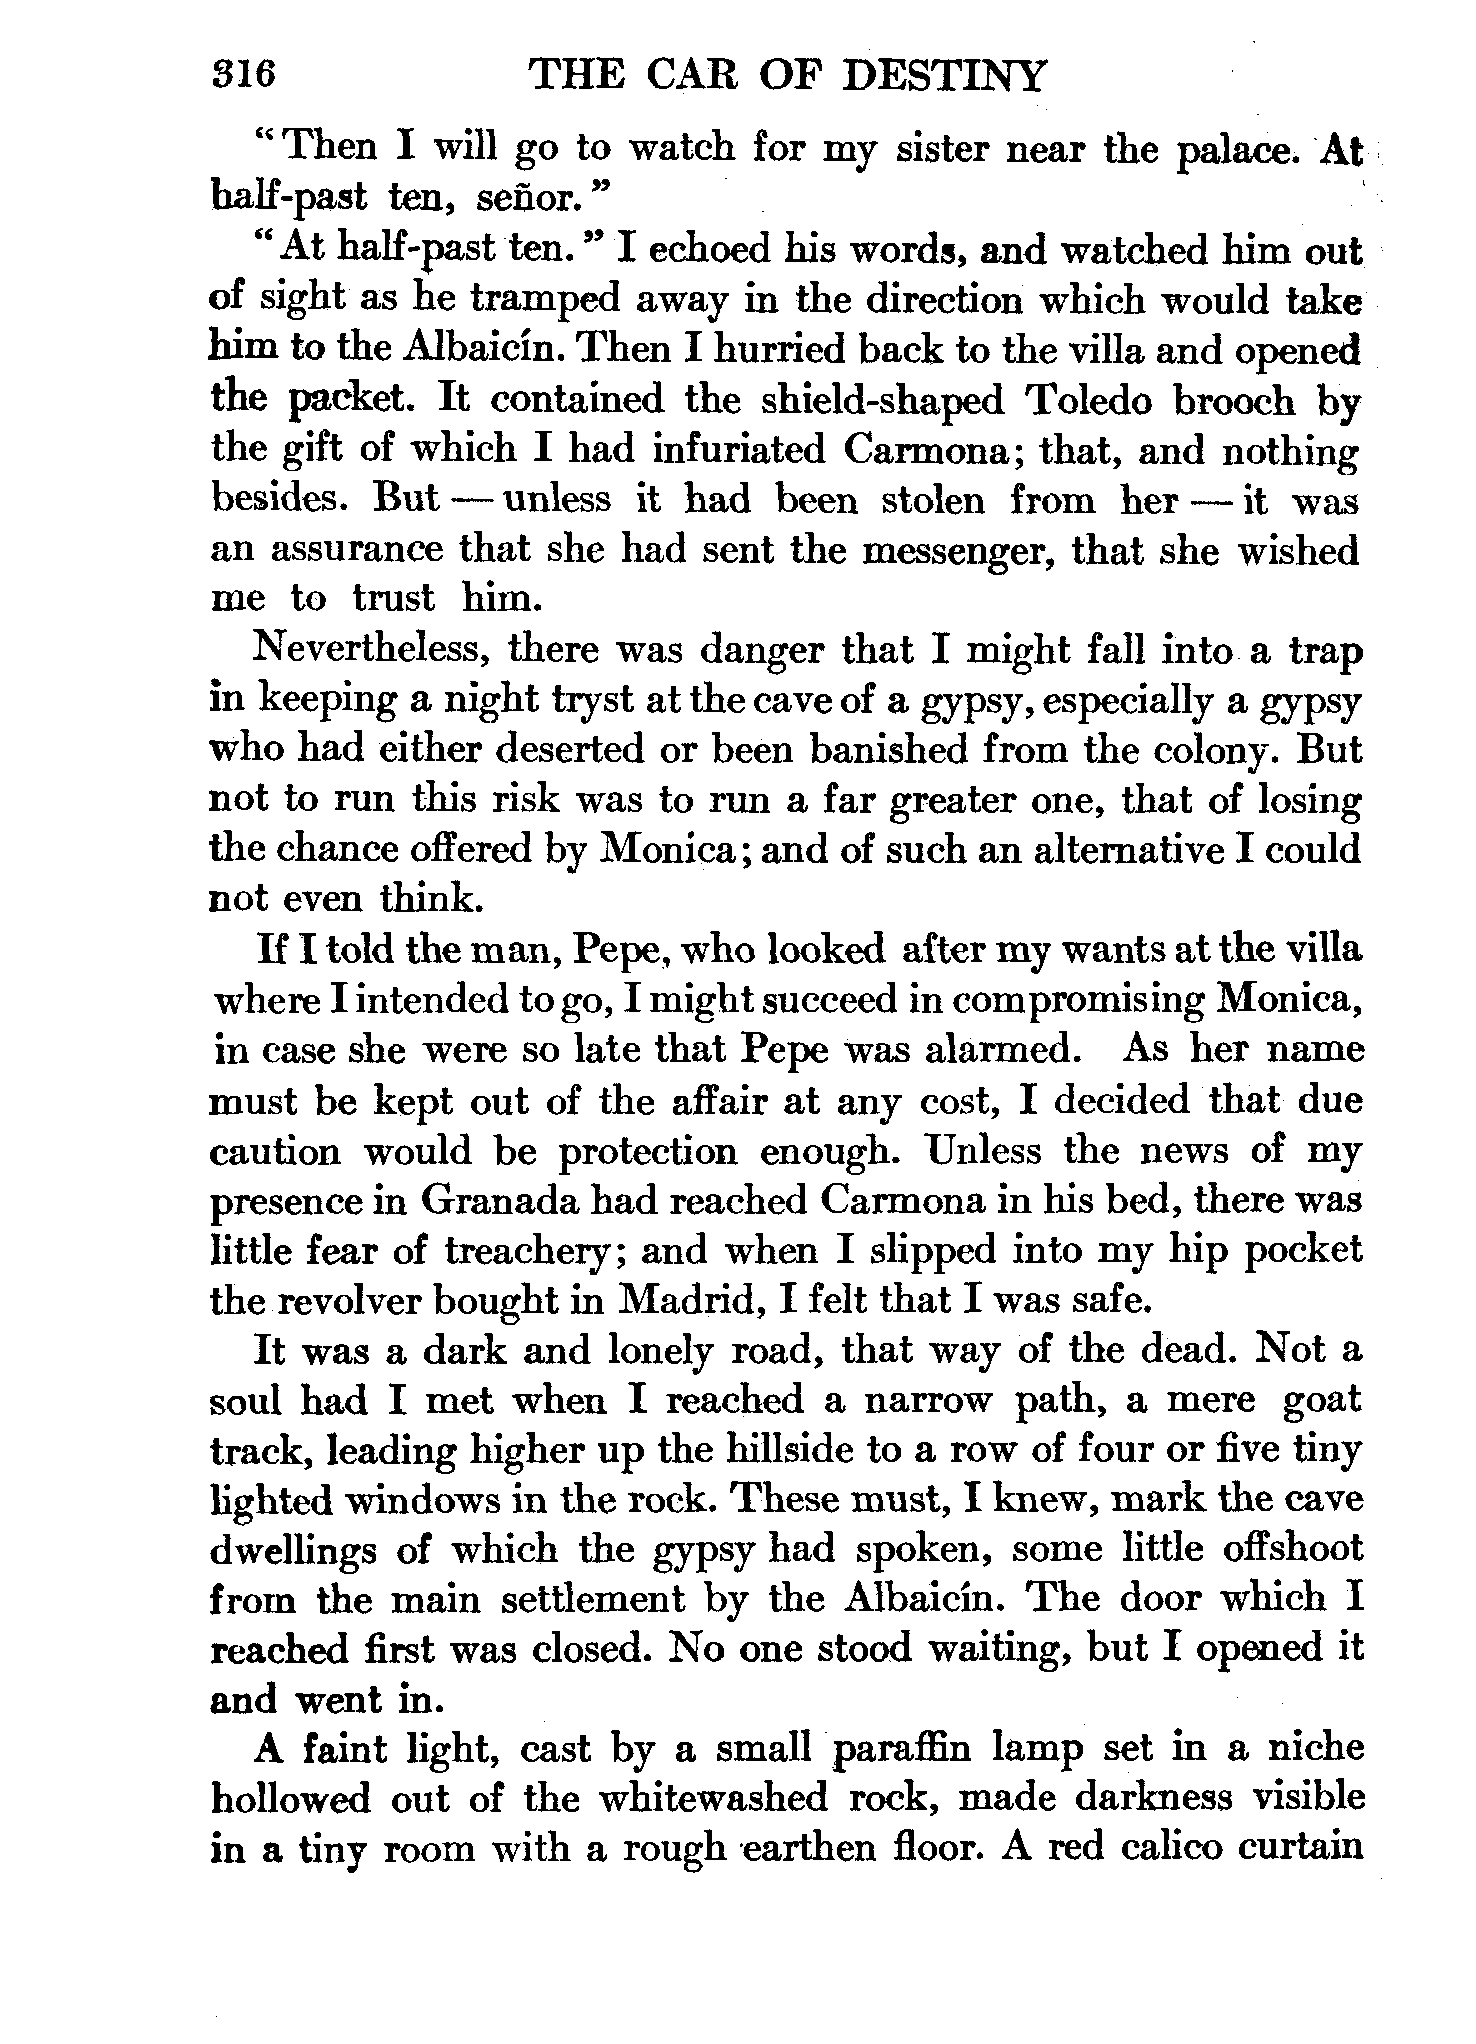 316 THE CAR OF DESTINY
“Then I will go to watch for my sister near the palace. At
half-past ten, señor.”
“At half-past ten.” I echoed his words, and watched him out
of sight as he tramped away in the direction which would take
him to the Albaicín. Then I hurried back to the villa and opened
the packet. It contained the shield-shaped Toledo brooch by
the gift of which I had infuriated Carmona; that, and nothing
besides. But — unless it had been stolen from her — it was
an assurance that she had sent the messenger, that she wished
me to trust him.
Nevertheless, there was danger that I might fall into a trap
in keeping a night tryst at the cave of a gypsy, especially a gypsy
who had either deserted or been banished from the colony. But
not to run this risk was to run a far greater one, that of losing
the chance offered by Monica; and of such an alternative I could
not even think.
If I told the man, Pepe, who looked after my wants at the villa
where I intended to go, I might succeed in compromising Monica,
in case she were so late that Pepe was alarmed. As her name
must be kept out of the affair at any cost, I decided that due
caution would be protection enough. Unless the news of my
presence in Granada had reached Carmona in his bed, there was
little fear of treachery; and when I slipped into my hip pocket
the revolver bought in Madrid, I felt that I was safe.
It was a dark and lonely road, that way of the dead. Not a
soul had I met when I reached a narrow path, a mere goat
track, leading higher up the hillside to a row of four or five tiny
lighted windows in the rock. These must, I knew, mark the cave
dwellings of which the gypsy had spoken, some little offshoot
from the main settlement by the Albaicín. The door which I
reached first was closed. No one stood waiting, but I opened it
and went in.
A faint light, cast by a small paraffin lamp set in a niche
hollowed out of the whitewashed rock, made darkness visible
in a tiny room with a rough earthen floor. A red calico curtain